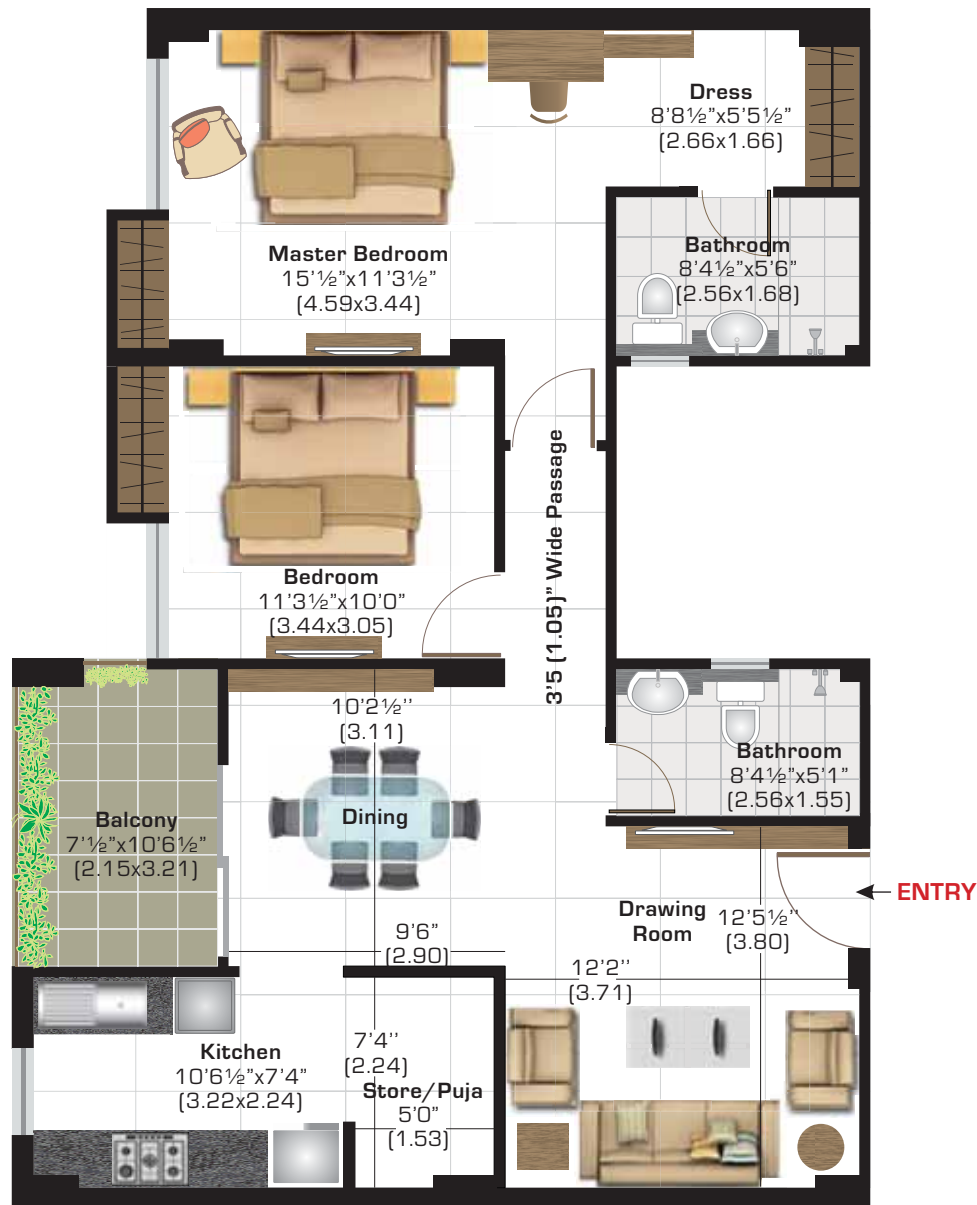 Dress
8'8½"x5'5½"
(2.66x1.66)
Bathroom
8'4½"x5'6"
(2.56x1.68)
Master Bedroom
15'½"x11'3½"
(4.59x3.44)
3'5 (1.05)" Wide Passage
Bedroom
11'3½"x10'0"
(3.44x3.05)
10'2½''
(3.11)
Bathroom
8'4½"x5'1"
(2.56x1.55)
Balcony
7'½"x10'6½"
(2.15x3.21)
Dining
ENTRY
Drawing
Room
12'5½''
(3.80)
9'6"
(2.90)
12'2''
(3.71)
Kitchen
10'6½"x7'4"
(3.22x2.24)
7'4''
(2.24)
Store/Puja
5'0"
(1.53)